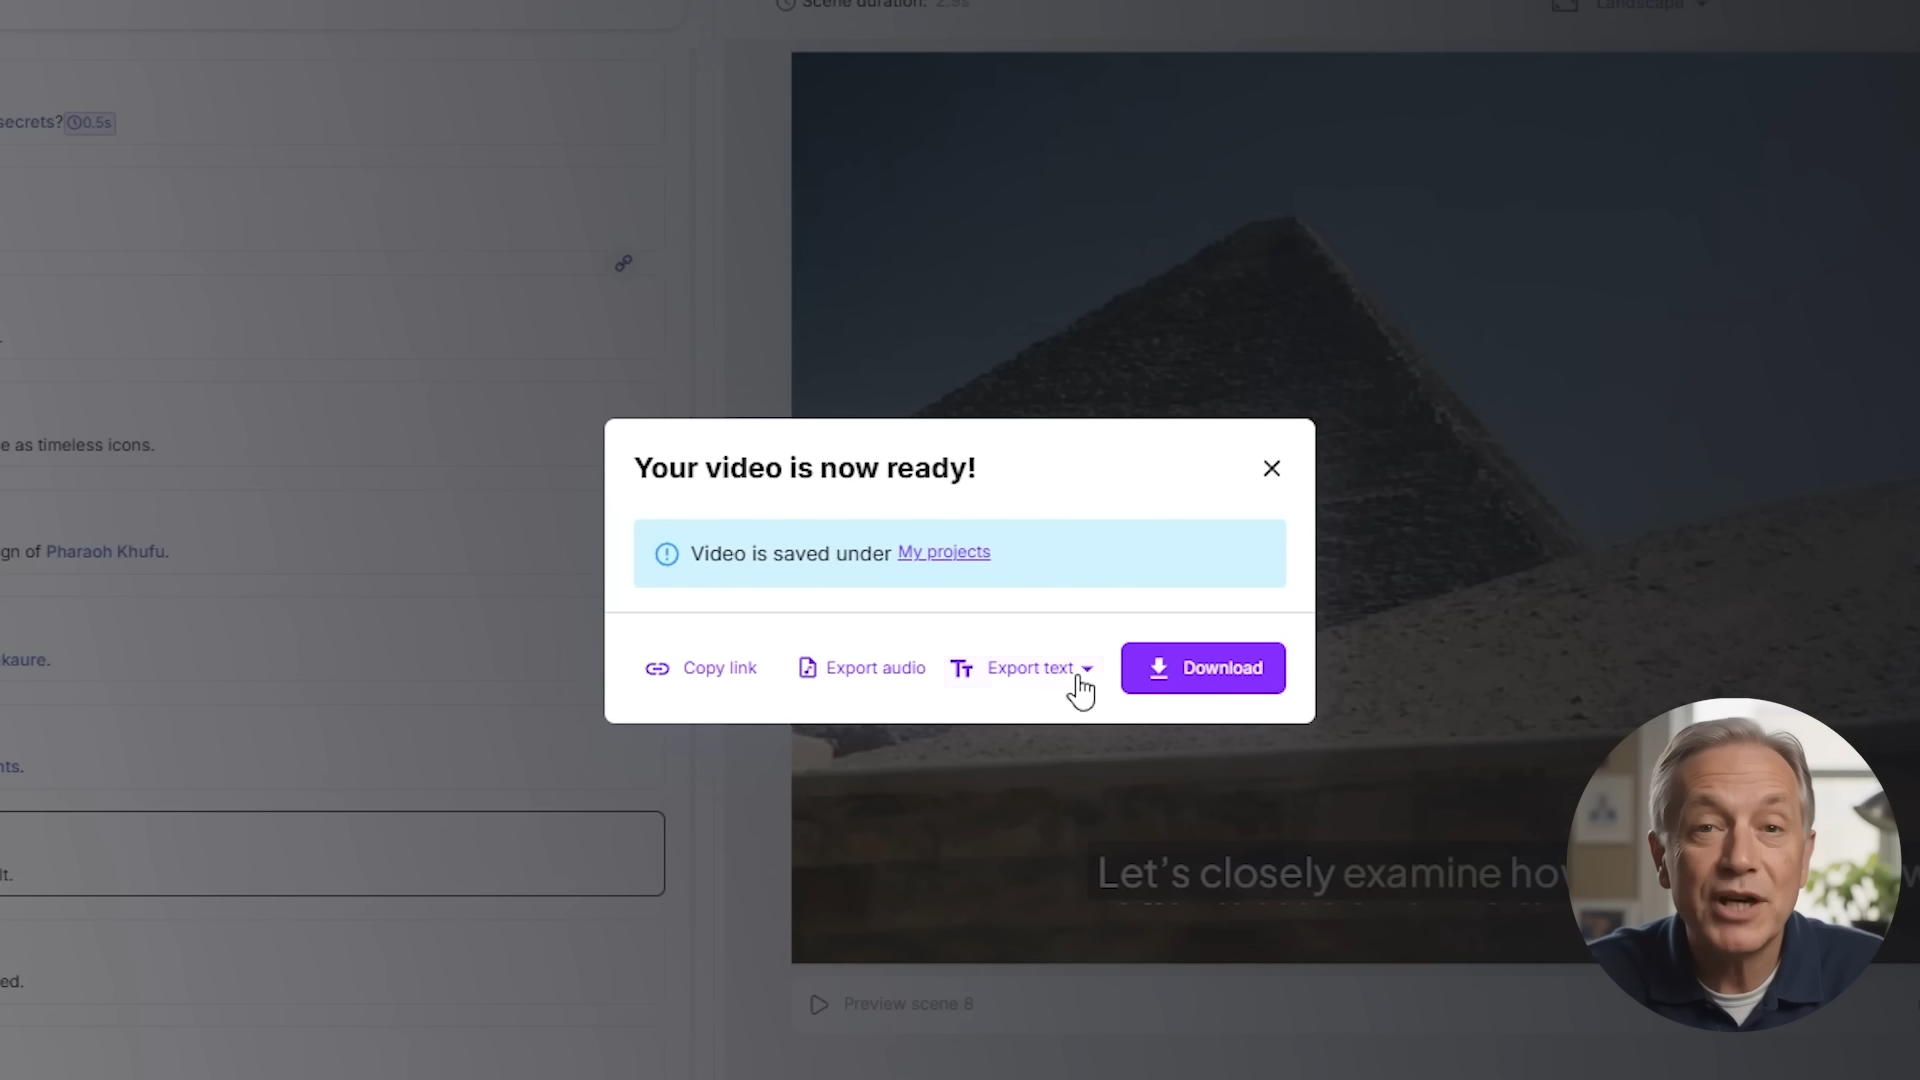 Scene duration: 2.9s
Landscape
secrets? 0.5s
e as timeless icons.
gn of Pharaoh Khufu.
kaure.
nts.
lt.
ed.
Your video is now ready!
Video is saved under My projects
Copy link
Export audio
Export text
Download
Let's closely examine how
Preview scene 8